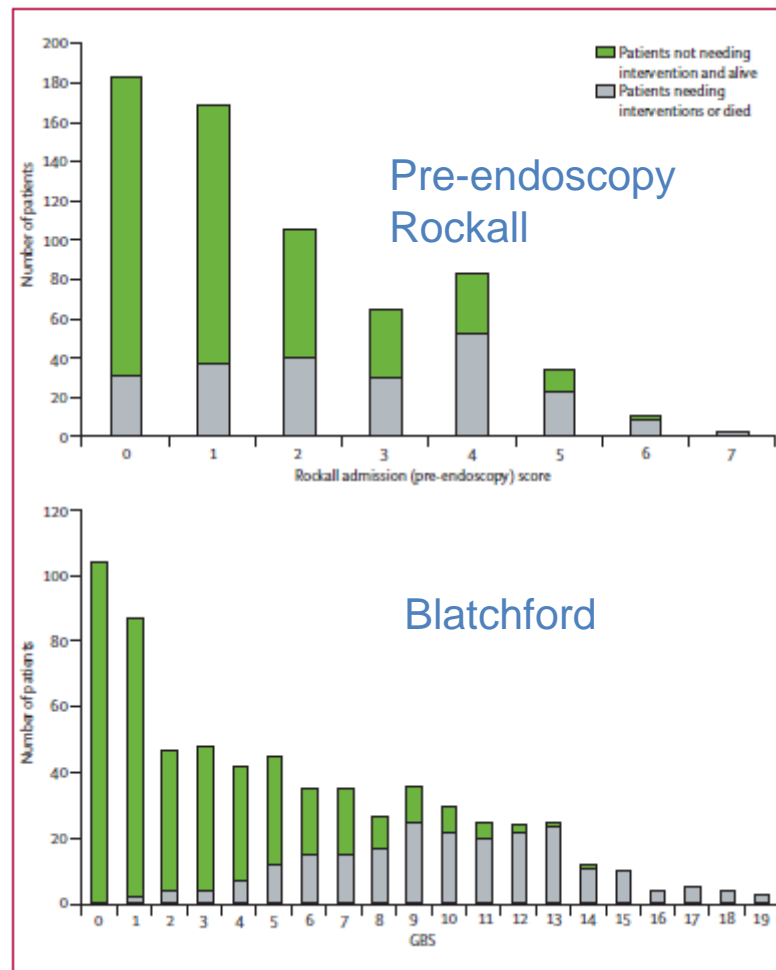 200
180
160
140
120
100
80
60
40
20
0
Number of patients
Patients not needing
intervention and alive
Patients needing
interventions or died
Pre-endoscopy
Rockall
0 1 2 3 4 5 6 7
Rockall admission (pre-endoscopy) score
120
100
80
60
40
20
0
Number of patients
Blatchford
0 1 2 3 4 5 6 7 8 9 10 11 12 13 14 15 16 17 18 19
GBS